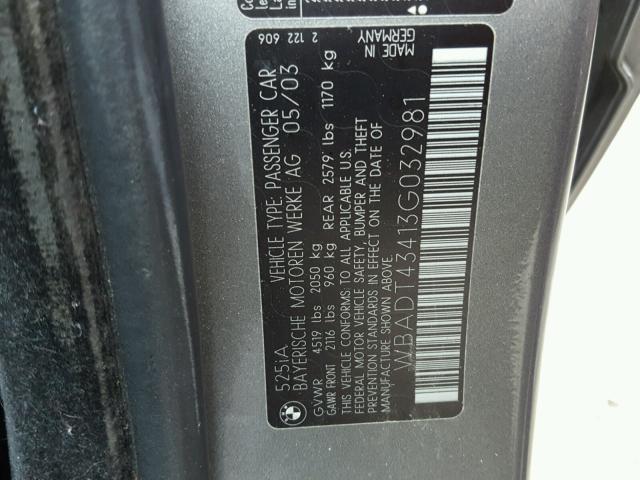 525iA VEHICLE TYPE: PASSENGER CAR
BAYERISCHE MOTOREN WERKE AG 05/03
GVWR 4519 lbs 2050 kg
GAWR FRONT 2116 lbs 960 kg REAR 2579 lbs 1170 kg
THIS VEHICLE CONFORMS TO ALL APPLICABLE US.
FEDERAL MOTOR VEHICLE SAFETY, BUMPER AND THEFT
PREVENTION STANDARDS IN EFFECT ON THE DATE OF
MANUFACTURE SHOWN ABOVE.
WBADT43413G032981
2 122 606
MADE IN
GERMANY